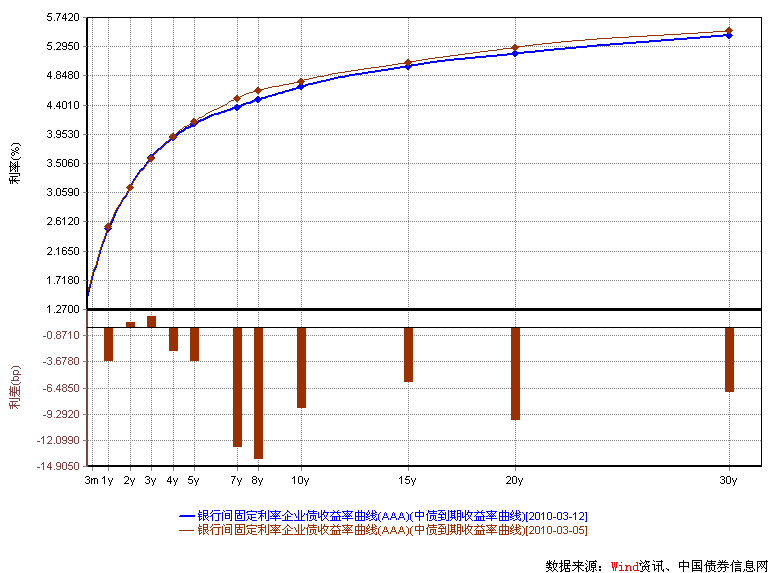 5.7420
5.2950
4.8480
4.4010
3.9530
3.5060
3.0590
2.6120
2.1650
1.7180
1.2700
利率(%)
-0.8710
-3.6780
-6.4850
-9.2920
-12.0990
-14.9050
利差(bp)
3m 1y 2y 3y 4y 5y 7y 8y 10y 15y 20y 30y
银行间固定利率企业债收益率曲线(AAA)(中债到期收益率曲线)[2010-03-12]
银行间固定利率企业债收益率曲线(AAA)(中债到期收益率曲线)[2010-03-05]
数据来源：Wind资讯、中国债券信息网